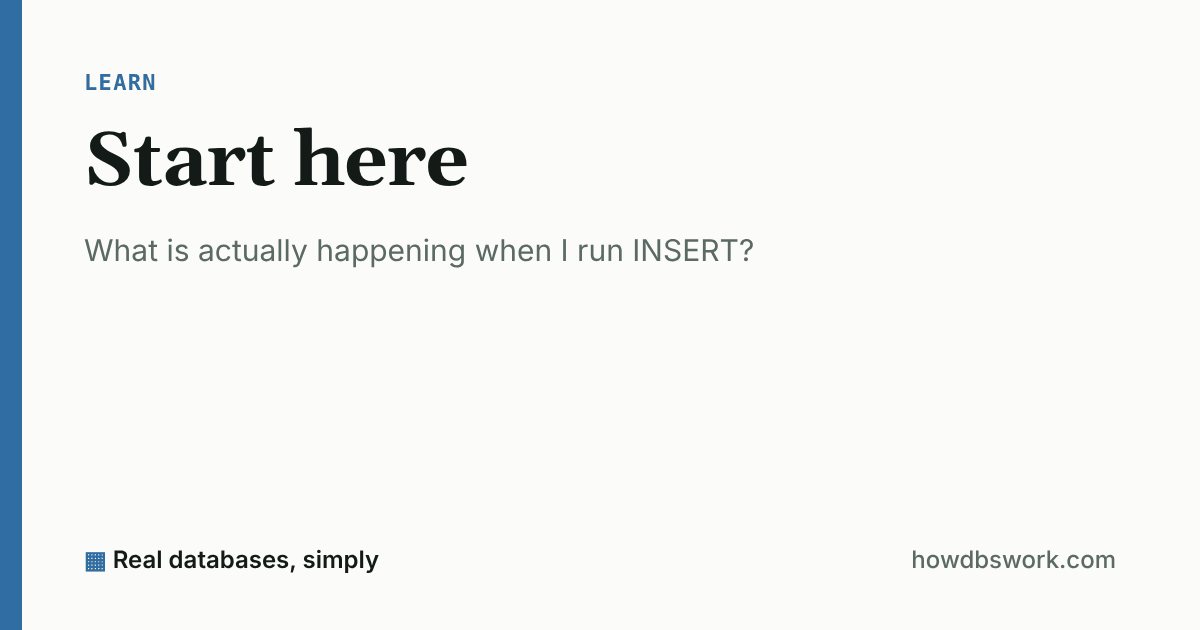 LEARN
Start here
What is actually happening when I run INSERT?
Real databases, simply
howdbswork.com